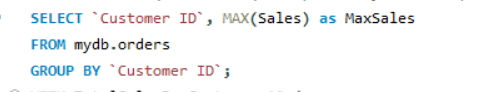 SELECT `Customer ID`, MAX(Sales) as MaxSales
FROM mydb.orders
GROUP BY `Customer ID`;